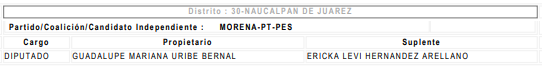 Distrito : 30-NAUCALPAN DE JUAREZ
Partido/Coalición/Candidato Independiente : MORENA-PT-PES
Cargo Propietario Suplente
DIPUTADO GUADALUPE MARIANA URIBE BERNAL ERICKA LEVI HERNANDEZ ARELLANO